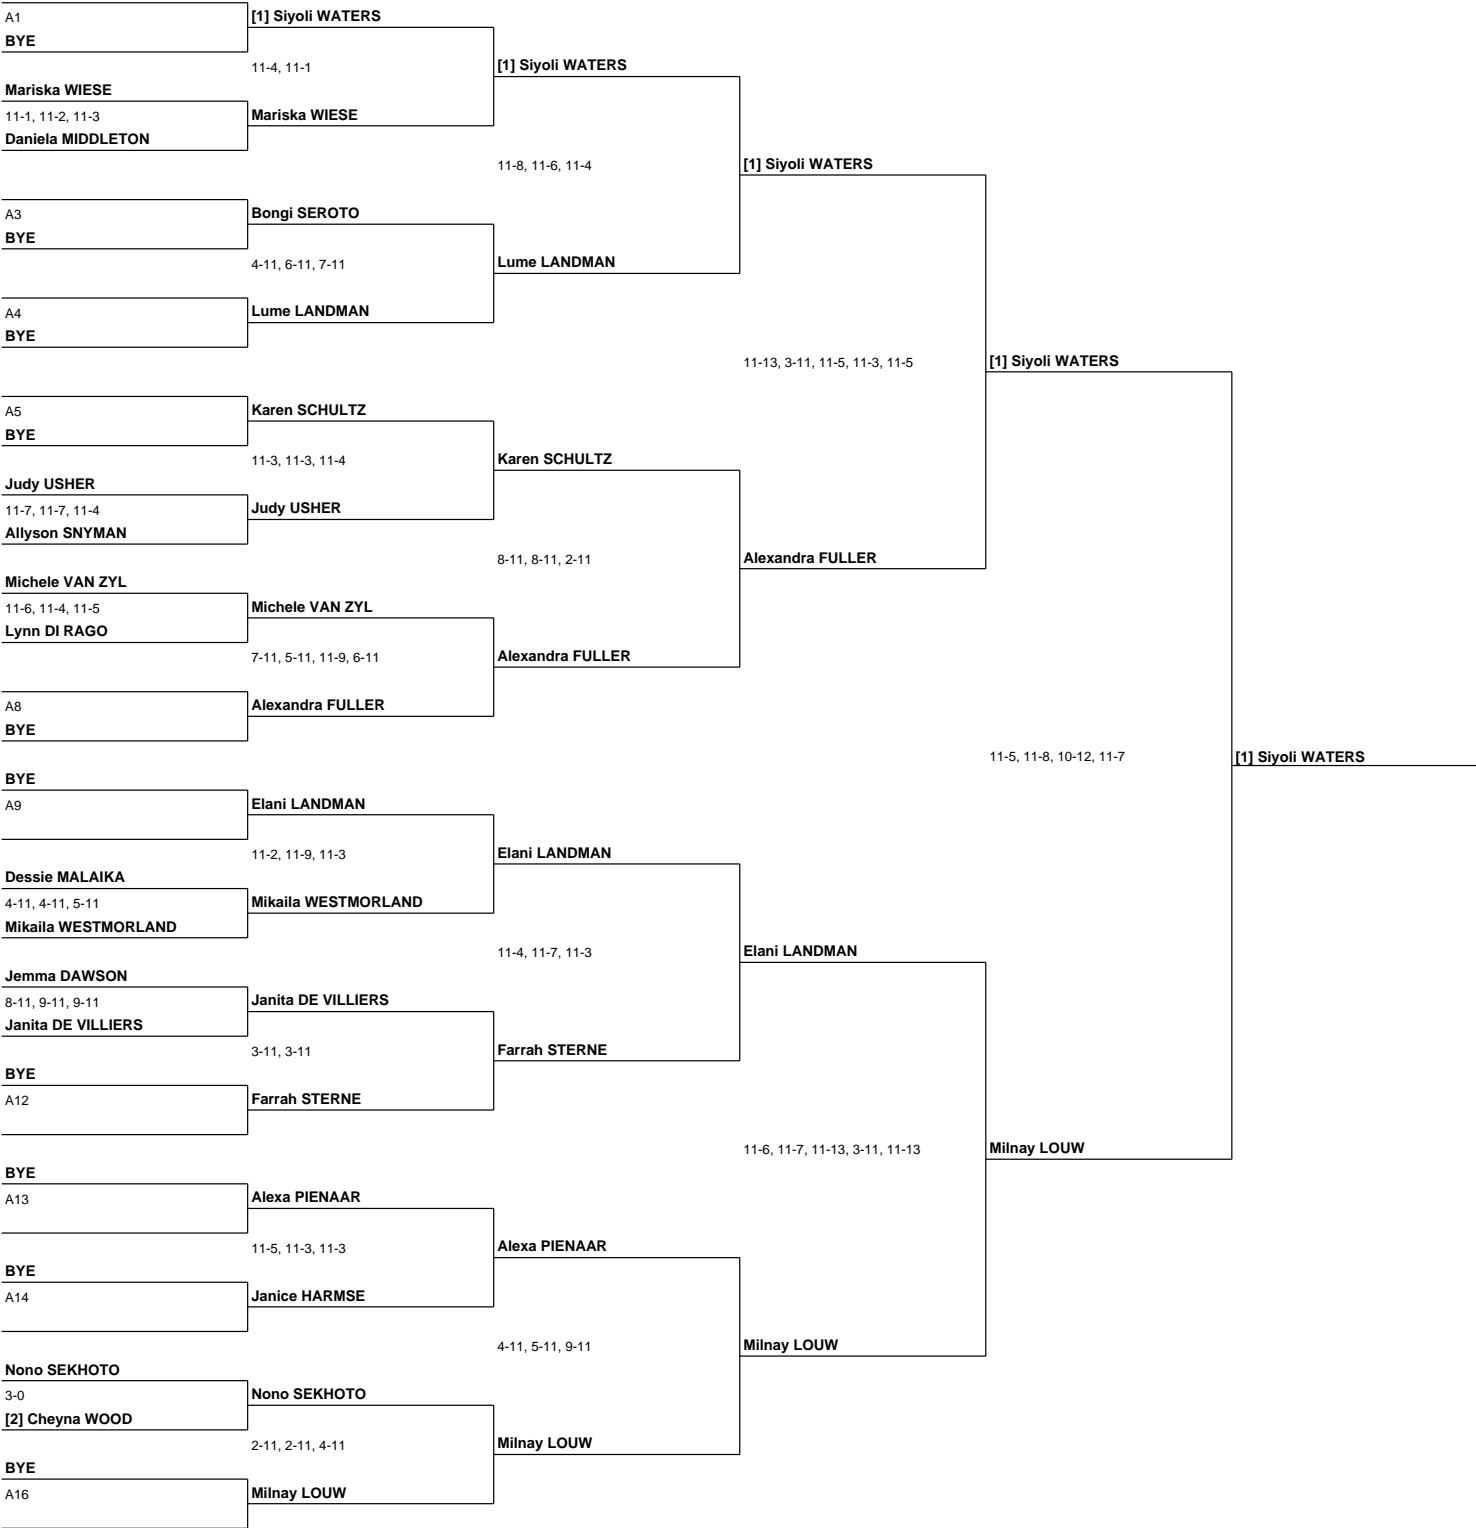 A1
BYE
[1] Siyoli WATERS
11-4, 11-1
[1] Siyoli WATERS
Mariska WIESE
11-1, 11-2, 11-3
Daniela MIDDLETON
Mariska WIESE
11-8, 11-6, 11-4
[1] Siyoli WATERS
A3
BYE
Bongi SEROTO
4-11, 6-11, 7-11
Lume LANDMAN
A4
BYE
Lume LANDMAN
11-13, 3-11, 11-5, 11-3, 11-5
[1] Siyoli WATERS
A5
BYE
Karen SCHULTZ
11-3, 11-3, 11-4
Karen SCHULTZ
Judy USHER
11-7, 11-7, 11-4
Allyson SNYMAN
Judy USHER
8-11, 8-11, 2-11
Alexandra FULLER
Michele VAN ZYL
11-6, 11-4, 11-5
Lynn DI RAGO
Michele VAN ZYL
7-11, 5-11, 11-9, 6-11
Alexandra FULLER
A8
BYE
Alexandra FULLER
11-5, 11-8, 10-12, 11-7
[1] Siyoli WATERS
BYE
A9
Elani LANDMAN
11-2, 11-9, 11-3
Elani LANDMAN
Dessie MALAIKA
4-11, 4-11, 5-11
Mikaila WESTMORLAND
Mikaila WESTMORLAND
11-4, 11-7, 11-3
Elani LANDMAN
Jemma DAWSON
8-11, 9-11, 9-11
Janita DE VILLIERS
Janita DE VILLIERS
3-11, 3-11
Farrah STERNE
BYE
A12
Farrah STERNE
11-6, 11-7, 11-13, 3-11, 11-13
Milnay LOUW
BYE
A13
Alexa PIENAAR
11-5, 11-3, 11-3
Alexa PIENAAR
BYE
A14
Janice HARMSE
4-11, 5-11, 9-11
Milnay LOUW
Nono SEKHOTO
3-0
[2] Cheyna WOOD
Nono SEKHOTO
2-11, 2-11, 4-11
Milnay LOUW
BYE
A16
Milnay LOUW